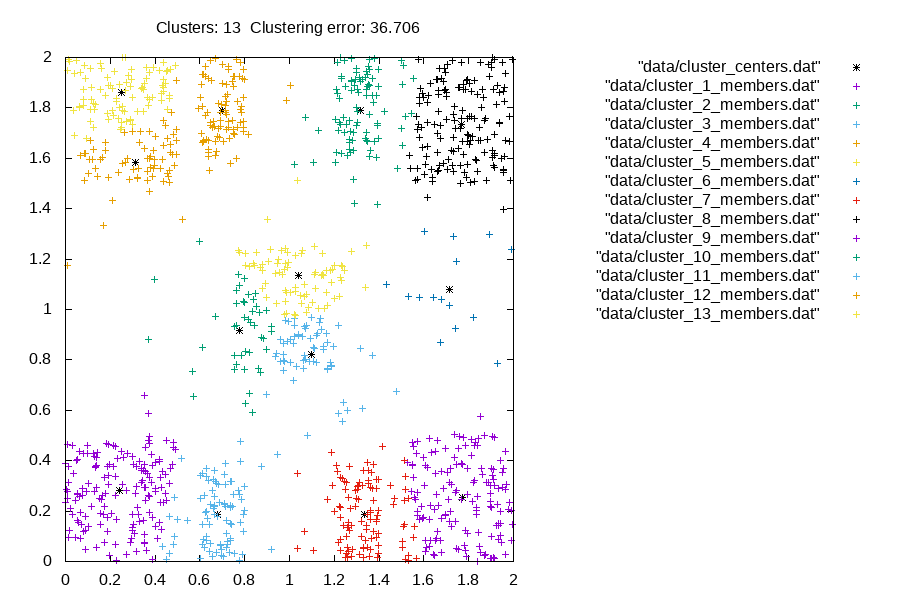 Clusters: 13  Clustering error: 36.706
"data/cluster_centers.dat"
"data/cluster_1_members.dat"
"data/cluster_2_members.dat"
"data/cluster_3_members.dat"
"data/cluster_4_members.dat"
"data/cluster_5_members.dat"
"data/cluster_6_members.dat"
"data/cluster_7_members.dat"
"data/cluster_8_members.dat"
"data/cluster_9_members.dat"
"data/cluster_10_members.dat"
"data/cluster_11_members.dat"
"data/cluster_12_members.dat"
"data/cluster_13_members.dat"
2
1.8
1.6
1.4
1.2
1
0.8
0.6
0.4
0.2
0
0 0.2 0.4 0.6 0.8 1 1.2 1.4 1.6 1.8 2